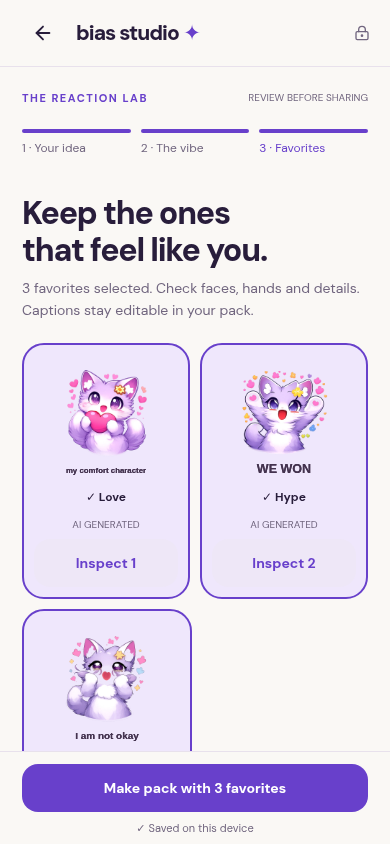 bias studio ✦
THE REACTION LAB
REVIEW BEFORE SHARING
1 · Your idea
2 · The vibe
3 · Favorites
Keep the ones
that feel like you.
3 favorites selected. Check faces, hands and details.
Captions stay editable in your pack.
my comfort character
✓ Love
AI GENERATED
Inspect 1
WE WON
✓ Hype
AI GENERATED
Inspect 2
I am not okay
Make pack with 3 favorites
✓ Saved on this device